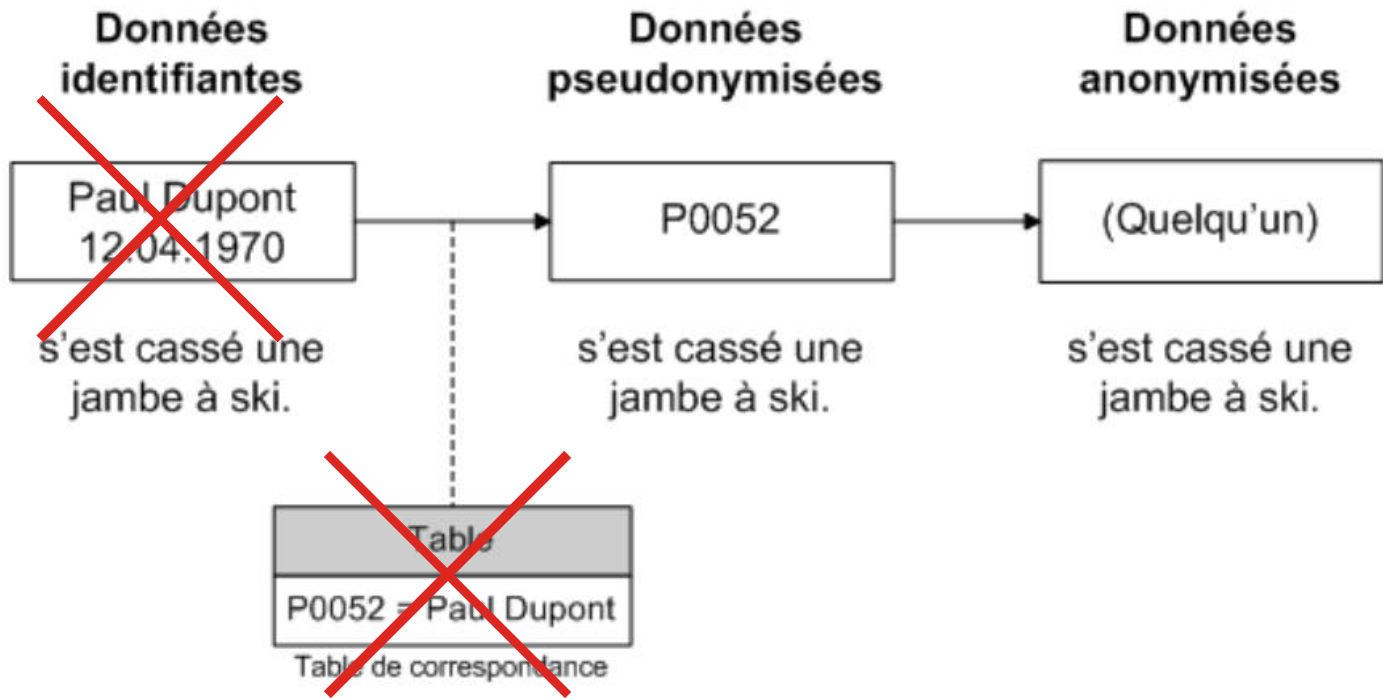 Données
identifiantes
Paul Dupont
12.04.1970
s'est cassé une
jambe à ski.
Données
pseudonymisées
P0052
s'est cassé une
jambe à ski.
Données
anonymisées
(Quelqu'un)
s'est cassé une
jambe à ski.
Table
P0052 = Paul Dupont
Table de correspondance